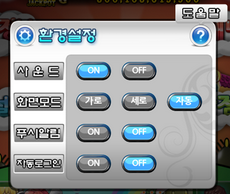 도움말
환경설정 ?
사운드 ON OFF
화면모드 가로 세로 자동
푸시알림 ON OFF
자동로그인 ON OFF